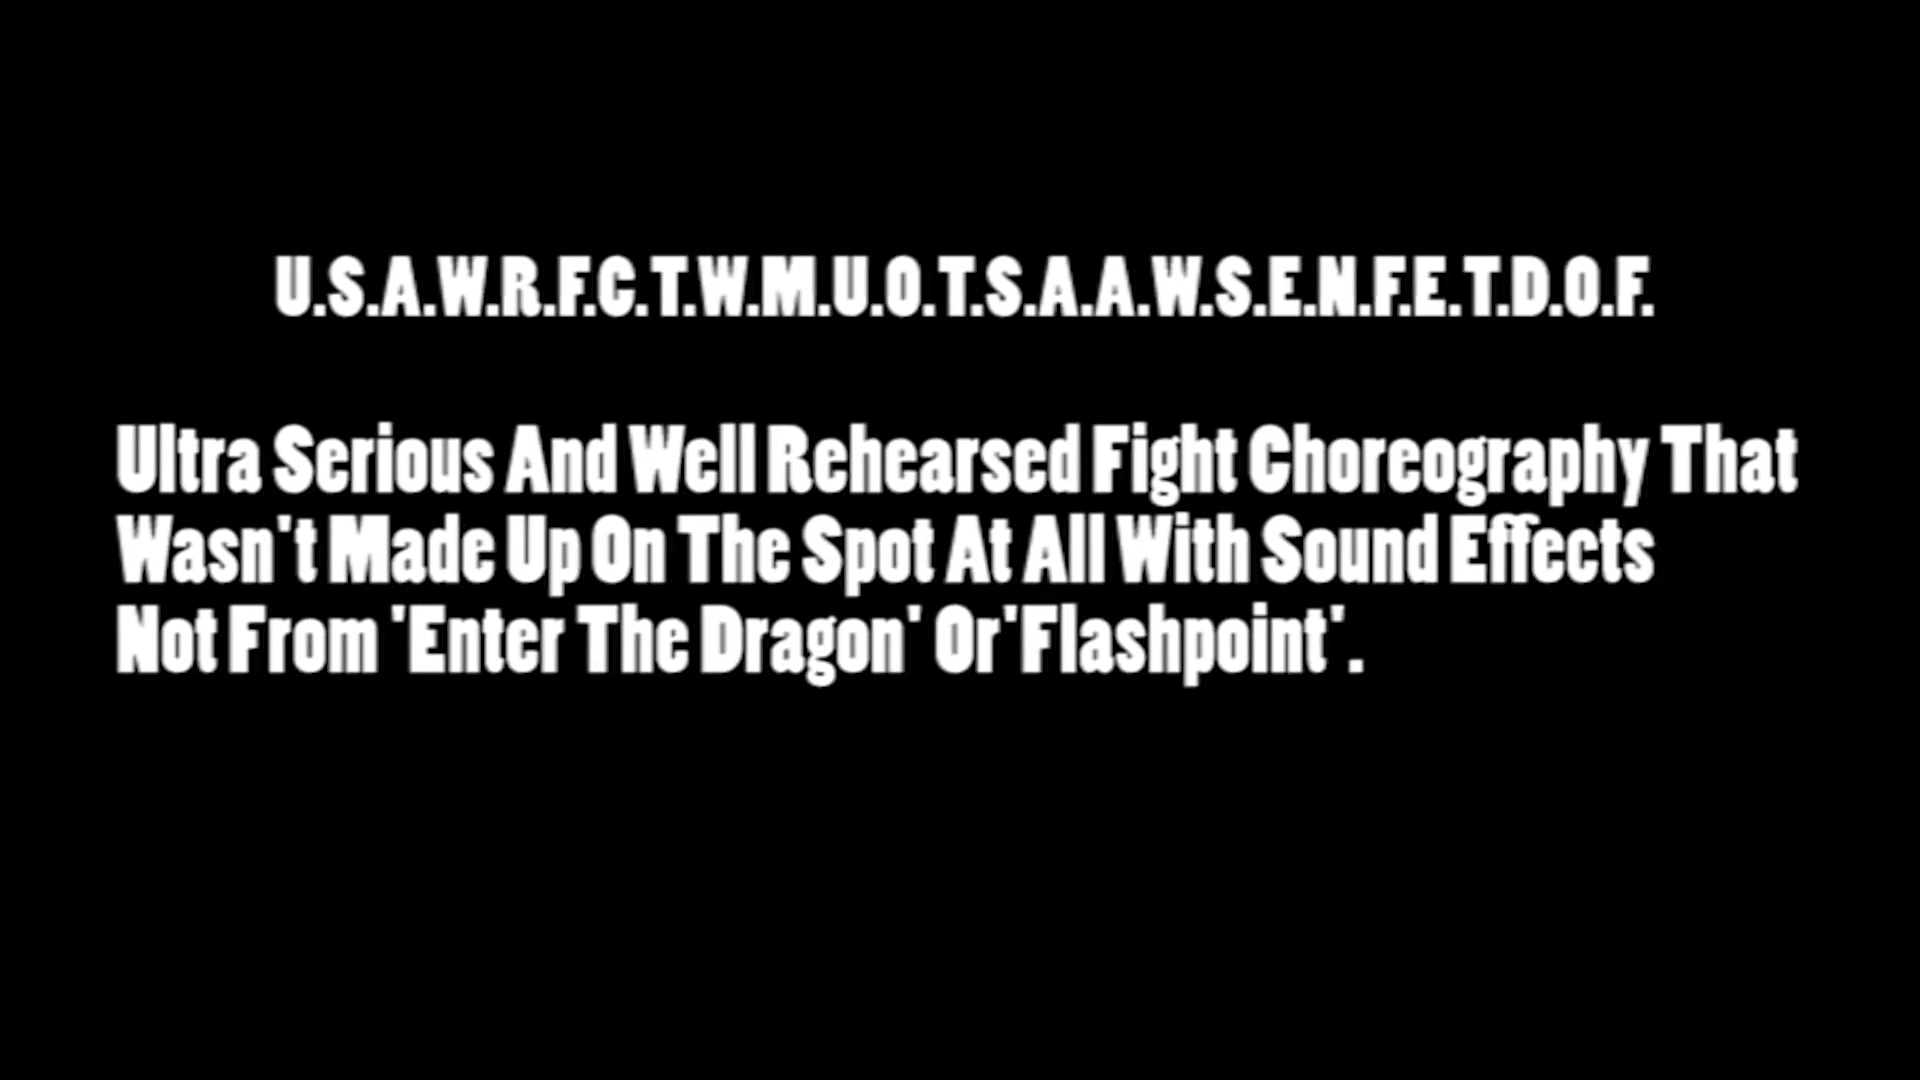 U.S.A.W.R.F.C.T.W.M.U.O.T.S.A.A.W.S.E.N.F.E.T.D.O.F.
Ultra Serious And Well Rehearsed Fight Choreography That
Wasn't Made Up On The Spot At All With Sound Effects
Not From 'Enter The Dragon' Or'Flashpoint'.